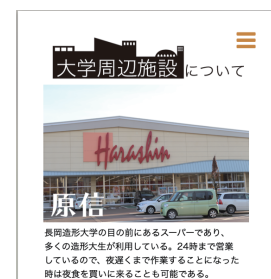 大学周辺施設について
Harashin
原信
長岡造形大学の目の前にあるスーパーであり、
多くの造形大生が利用している。24時まで営業
しているので、夜遅くまで作業することになった
時は夜食を買いに来ることも可能である。